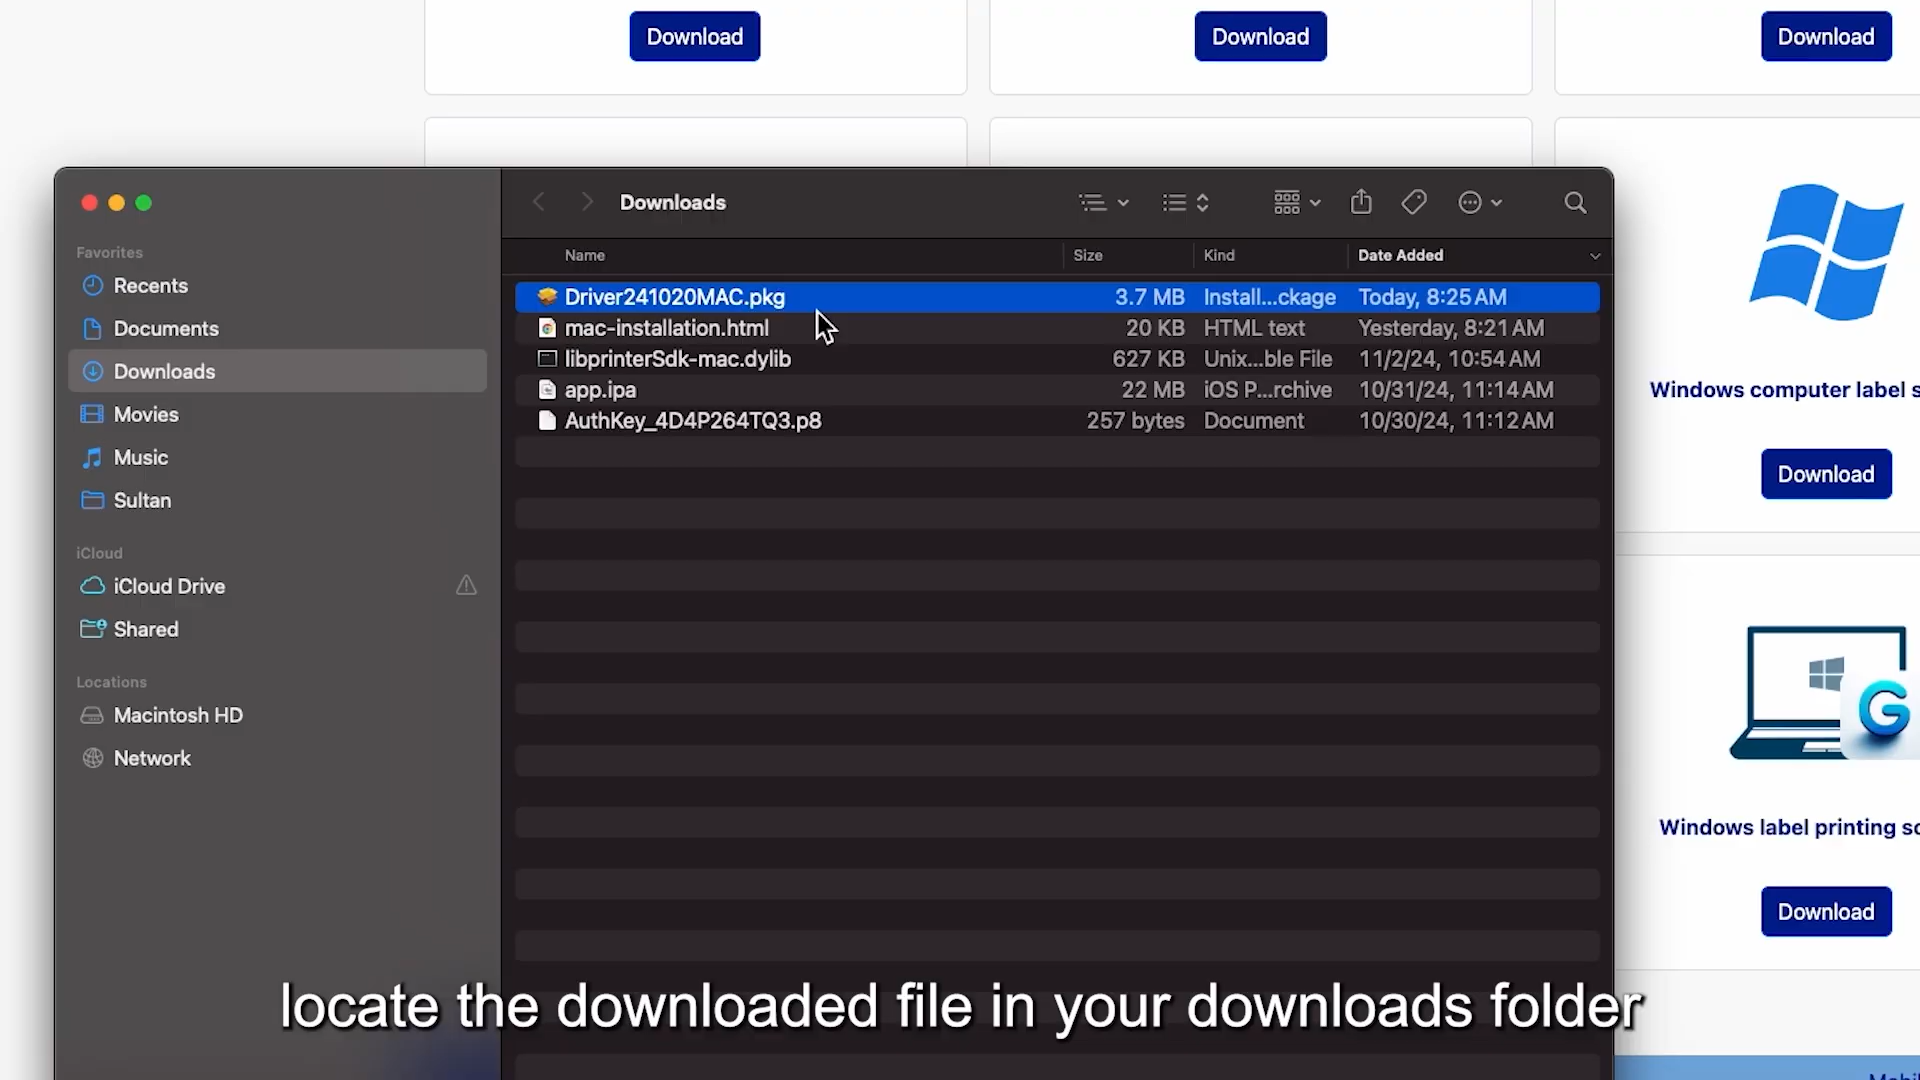 Download
Download
Download
Downloads
Favorites
Recents
Documents
Downloads
Movies
Music
Sultan
iCloud
iCloud Drive
Shared
Locations
Macintosh HD
Network
Name Size Kind Date Added
Driver241020MAC.pkg 3.7 MB Install...ckage Today, 8:25 AM
mac-installation.html 20 KB HTML text Yesterday, 8:21 AM
libprinterSdk-mac.dylib 627 KB Unix...ble File 11/2/24, 10:54 AM
app.ipa 22 MB iOS P...rchive 10/31/24, 11:14 AM
AuthKey_4D4P264TQ3.p8 257 bytes Document 10/30/24, 11:12 AM
Windows computer label s
Download
G
Windows label printing so
Download
locate the downloaded file in your downloads folder